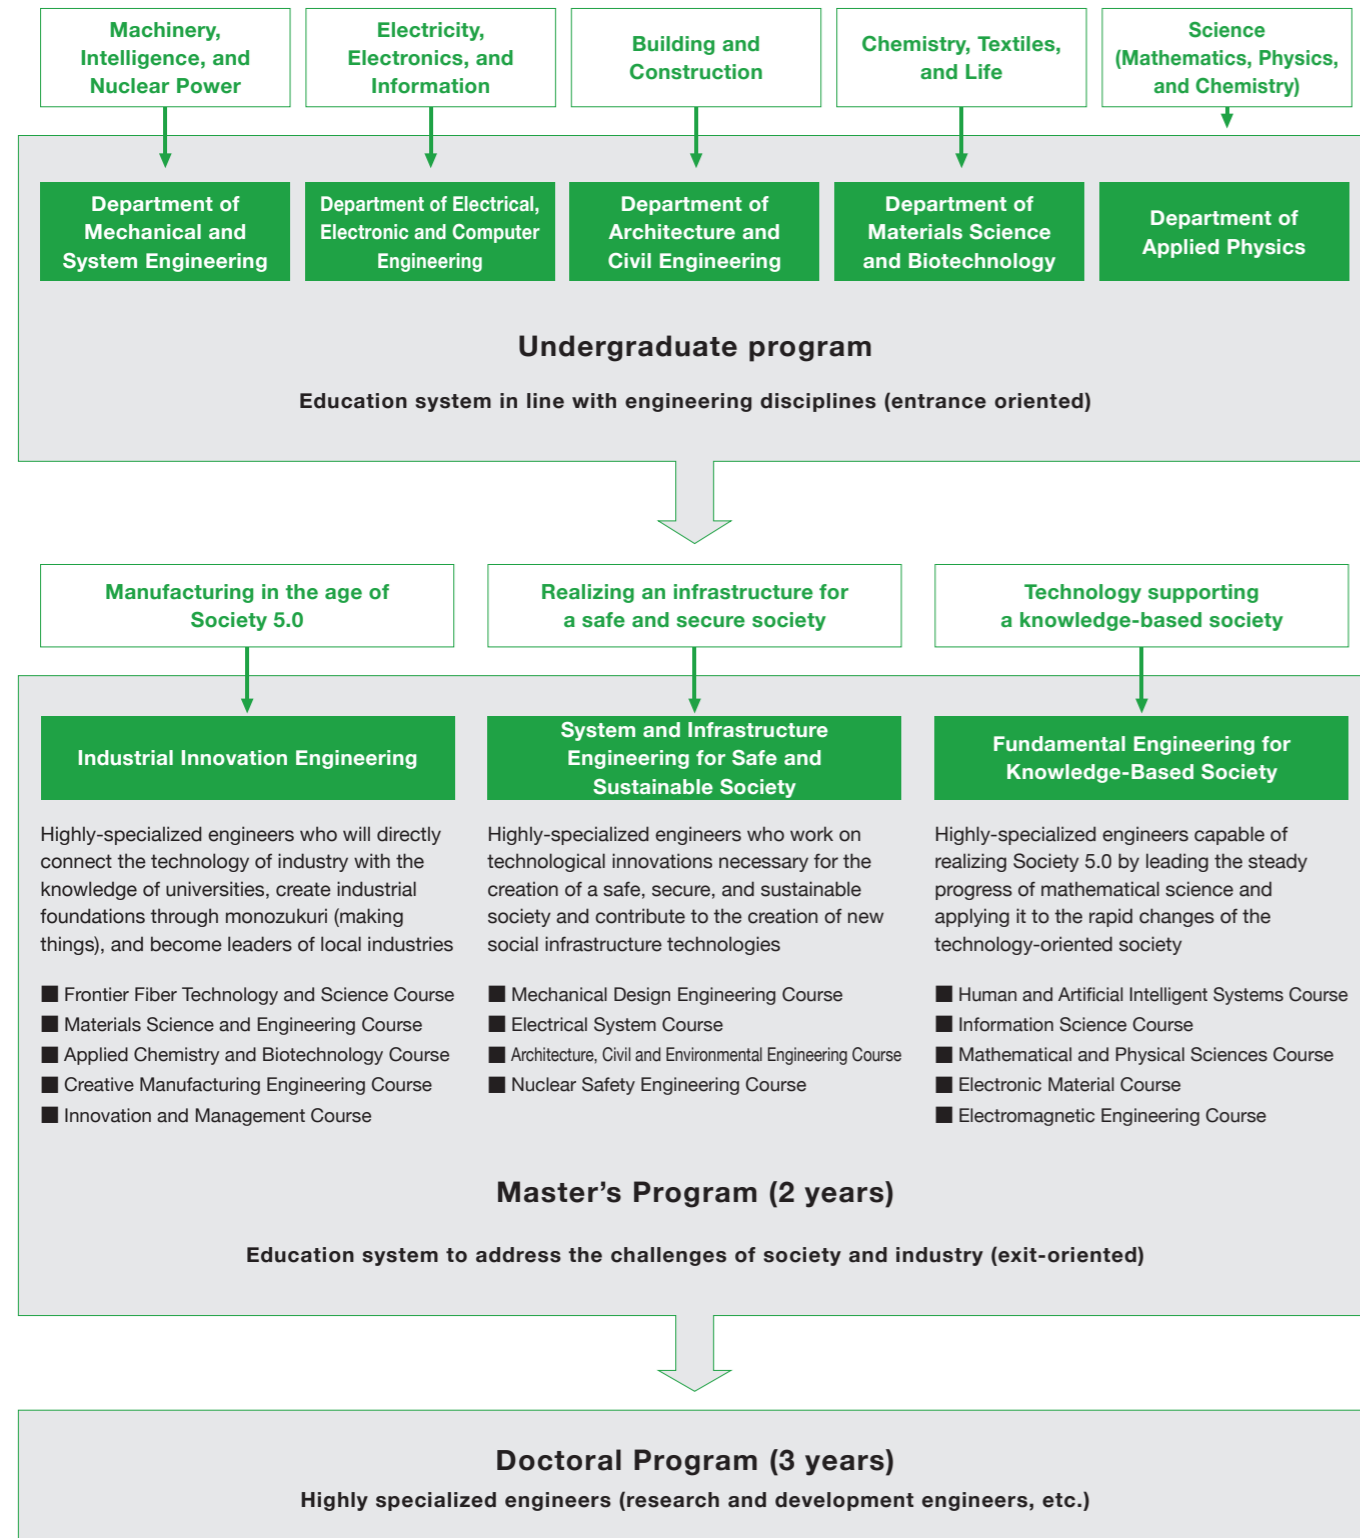 Machinery,
Intelligence, and
Nuclear Power
Electricity,
Electronics, and
Information
Building and
Construction
Chemistry, Textiles,
and Life
Science
(Mathematics, Physics,
and Chemistry)
Department of
Mechanical and
System Engineering
Department of Electrical,
Electronic and Computer
Engineering
Department of
Architecture and
Civil Engineering
Department of
Materials Science
and Biotechnology
Department of
Applied Physics
Undergraduate program
Education system in line with engineering disciplines (entrance oriented)
Manufacturing in the age of
Society 5.0
Realizing an infrastructure for
a safe and secure society
Technology supporting
a knowledge-based society
Industrial Innovation Engineering
System and Infrastructure
Engineering for Safe and
Sustainable Society
Fundamental Engineering for
Knowledge-Based Society
Highly-specialized engineers who will directly
connect the technology of industry with the
knowledge of universities, create industrial
foundations through monozukuri (making
things), and become leaders of local industries
■ Frontier Fiber Technology and Science Course
■ Materials Science and Engineering Course
■ Applied Chemistry and Biotechnology Course
■ Creative Manufacturing Engineering Course
■ Innovation and Management Course
Highly-specialized engineers who work on
technological innovations necessary for the
creation of a safe, secure, and sustainable
society and contribute to the creation of new
social infrastructure technologies
■ Mechanical Design Engineering Course
■ Electrical System Course
■ Architecture, Civil and Environmental Engineering Course
■ Nuclear Safety Engineering Course
Highly-specialized engineers capable of
realizing Society 5.0 by leading the steady
progress of mathematical science and
applying it to the rapid changes of the
technology-oriented society
■ Human and Artificial Intelligent Systems Course
■ Information Science Course
■ Mathematical and Physical Sciences Course
■ Electronic Material Course
■ Electromagnetic Engineering Course
Master's Program (2 years)
Education system to address the challenges of society and industry (exit-oriented)
Doctoral Program (3 years)
Highly specialized engineers (research and development engineers, etc.)